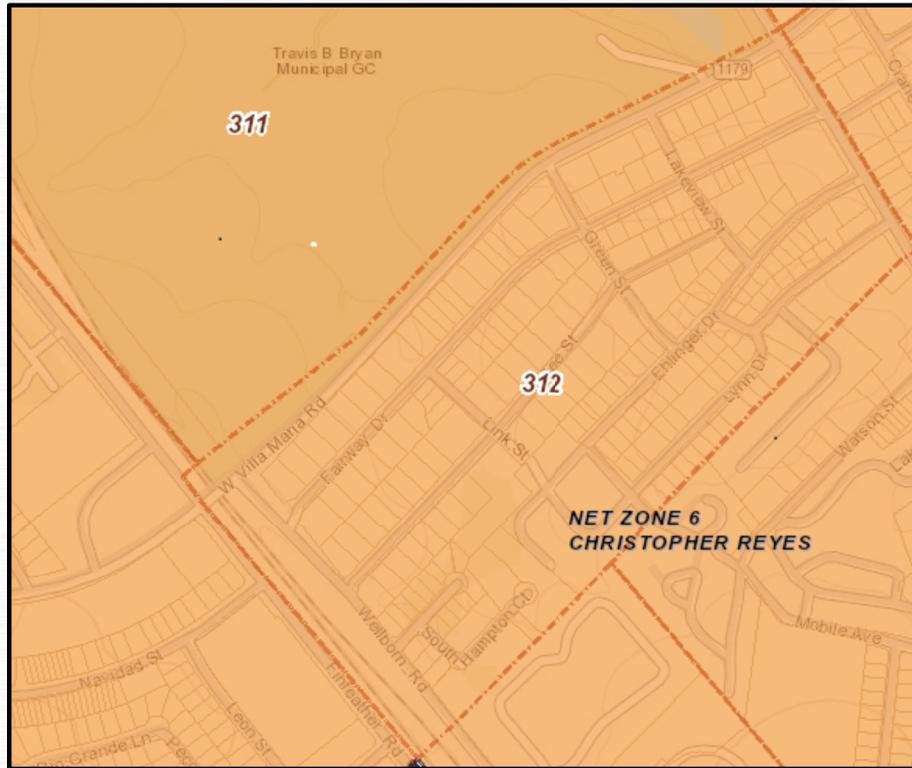 Travis B Bryan
Municipal GC
311
1179
Lakeview St
Green St
312
Ehlinger Dr
Lynn Dr
W Villa Maria Rd
Fairway Dr
Link St
Watson St
NET ZONE 6
CHRISTOPHER REYES
Wellborn Rd
South
Hampton Ct
Mobile Ave
Navidad St
Finfeather Rd
Leon St
Rio Grande Ln